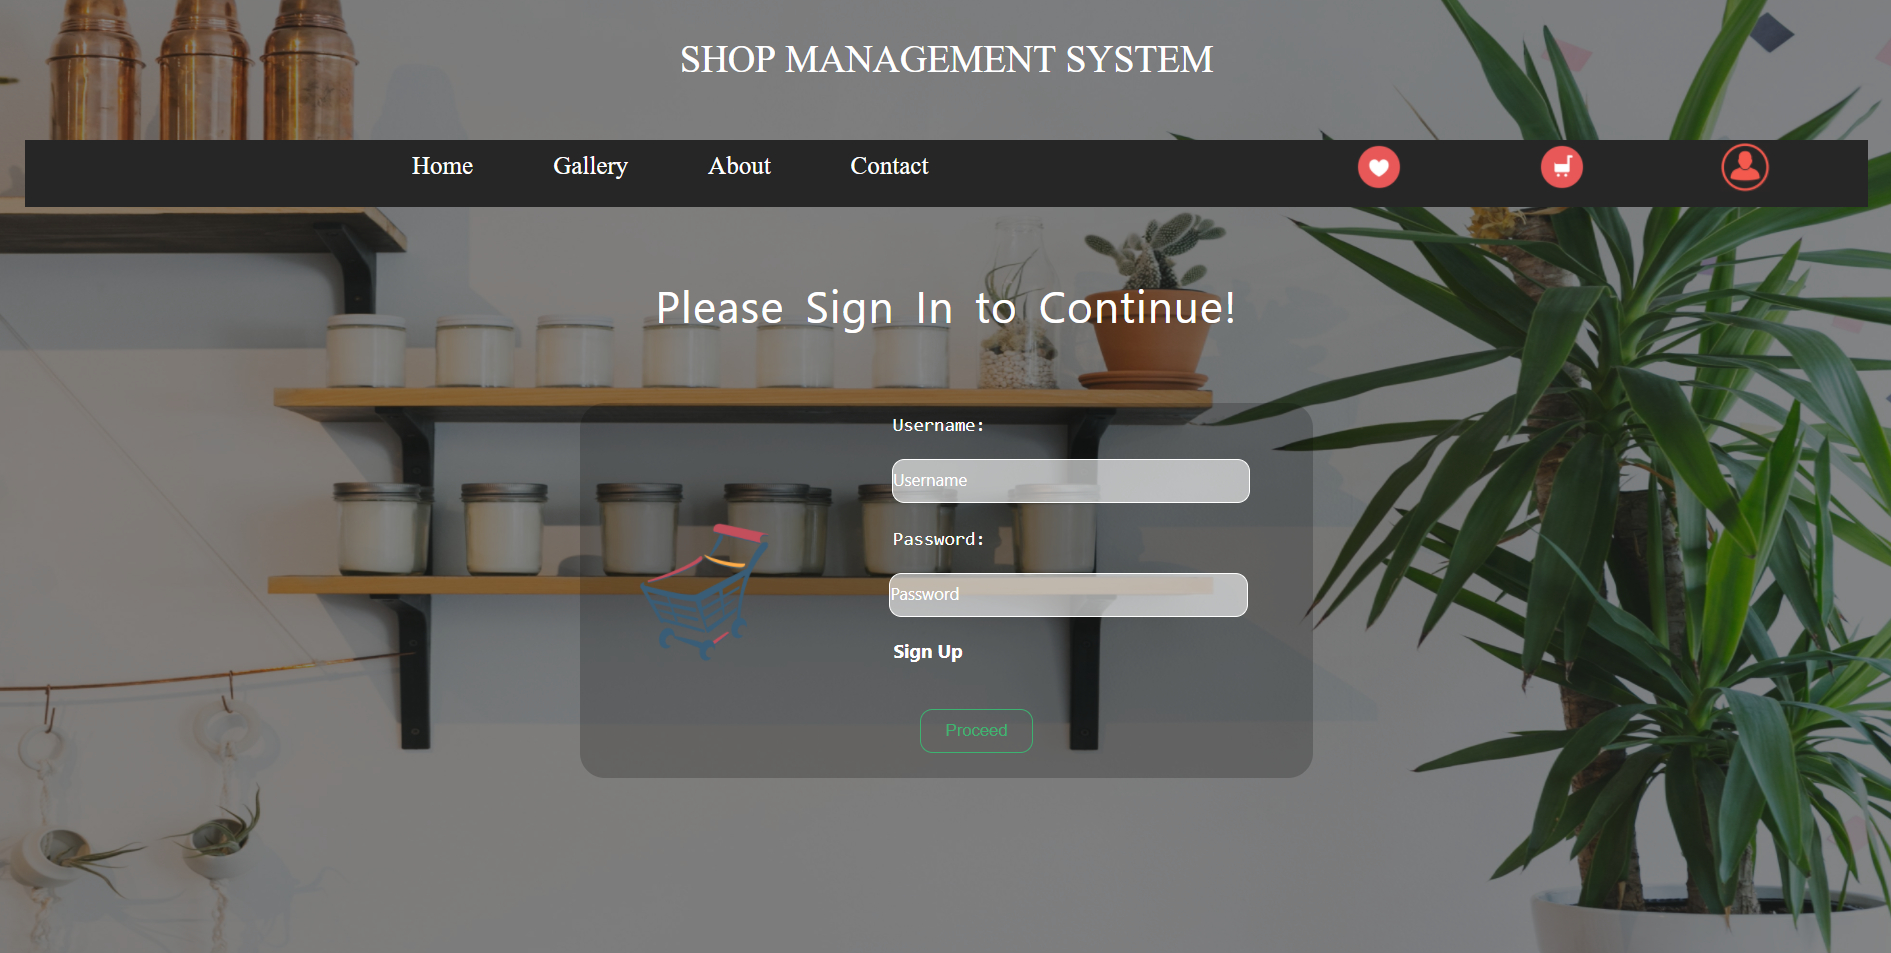 SHOP MANAGEMENT SYSTEM
Home Gallery About Contact
Please Sign In to Continue!
Username:
Username
Password:
Password
Sign Up
Proceed